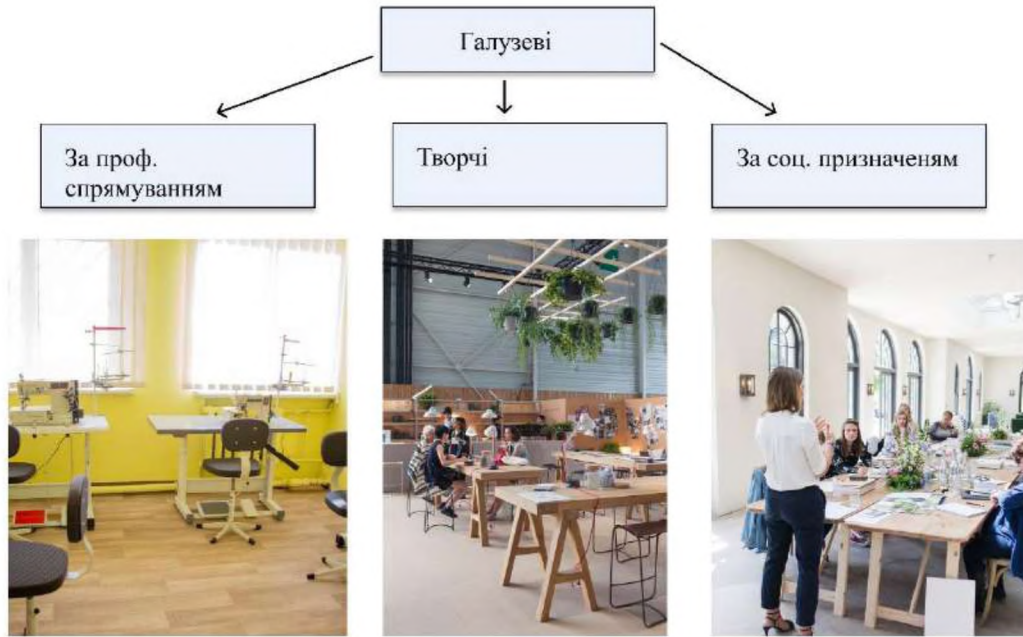 Галузеві
За проф.
спрямуванням
Творчі
За соц. призначеням